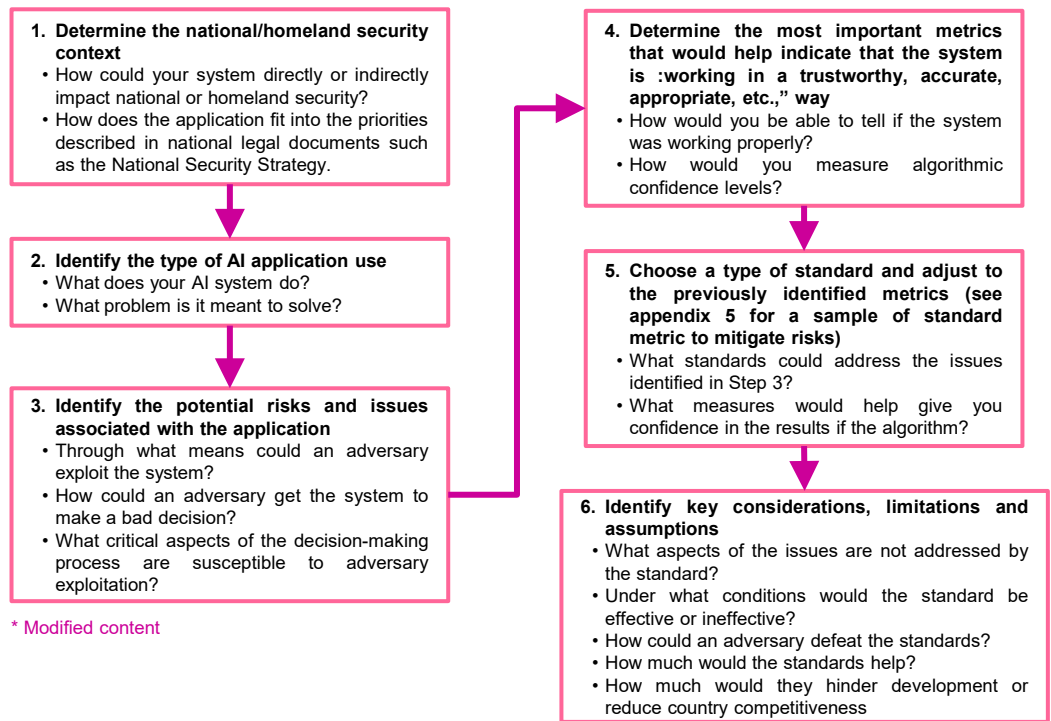 1. Determine the national/homeland security
context
• How could your system directly or indirectly
impact national or homeland security?
• How does the application fit into the priorities
described in national legal documents such
as the National Security Strategy.
2. Identify the type of AI application use
• What does your AI system do?
• What problem is it meant to solve?
3. Identify the potential risks and issues
associated with the application
• Through what means could an adversary
exploit the system?
• How could an adversary get the system to
make a bad decision?
• What critical aspects of the decision-making
process are susceptible to adversary
exploitation?
* Modified content
4. Determine the most important metrics
that would help indicate that the system
is :working in a trustworthy, accurate,
appropriate, etc.,” way
• How would you be able to tell if the system
was working properly?
• How would you measure algorithmic
confidence levels?
5. Choose a type of standard and adjust to
the previously identified metrics (see
appendix 5 for a sample of standard
metric to mitigate risks)
• What standards could address the issues
identified in Step 3?
• What measures would help give you
confidence in the results if the algorithm?
6. Identify key considerations, limitations and
assumptions
• What aspects of the issues are not addressed by
the standard?
• Under what conditions would the standard be
effective or ineffective?
• How could an adversary defeat the standards?
• How much would the standards help?
• How much would they hinder development or
reduce country competitiveness